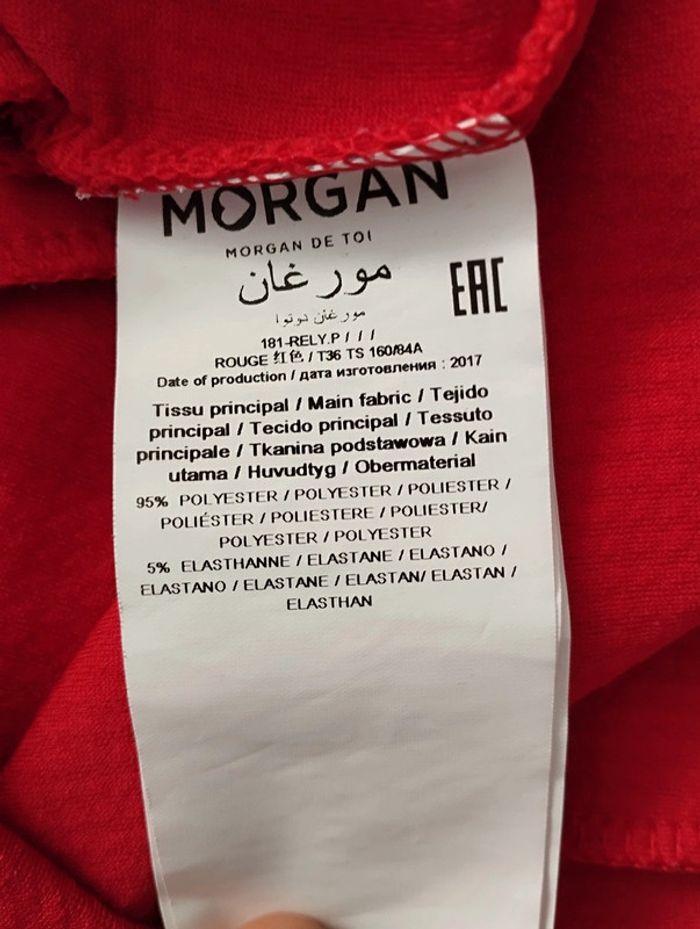 MORGAN
MORGAN DE TOI
مورغان
مورغان دوتوا
EAC
181-RELY.P / / /
ROUGE 红色 / T36 TS 160/84A
Date of production / дата изготовления : 2017
Tissu principal / Main fabric / Tejido
principal / Tecido principal / Tessuto
principale / Tkanina podstawowa / Kain
utama / Huvudtyg / Obermaterial
95% POLYESTER / POLYESTER / POLIESTER /
POLIÉSTER / POLIESTERE / POLIESTER/
POLYESTER / POLYESTER
5% ELASTHANNE / ELASTANE / ELASTANO /
ELASTANO / ELASTANE / ELASTAN/ ELASTAN /
ELASTHAN